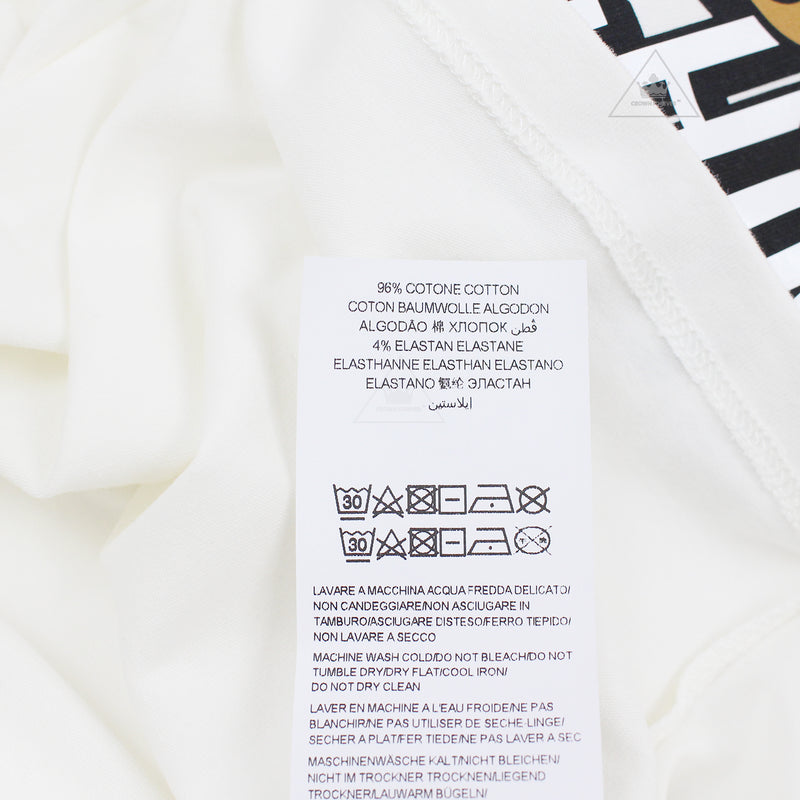 96% COTONE COTTON
COTON BAUMWOLLE ALGODON
ALGODÃO 棉 ХЛОПОК قطن
4% ELASTAN ELASTANE
ELASTHANNE ELASTHAN ELASTANO
ELASTANO ЭЛАСТАН
إيلاستين
30
30
LAVARE A MACCHINA ACQUA FREDDA DELICATO/
NON CANDEGGIARE/NON ASCIUGARE IN
TAMBURO/ASCIUGARE DISTESO/FERRO TIEPIDO/
NON LAVARE A SECCO
MACHINE WASH COLD/DO NOT BLEACH/DO NOT
TUMBLE DRY/DRY FLAT/COOL IRON/
DO NOT DRY CLEAN
LAVER EN MACHINE A L'EAU FROIDE/NE PAS
BLANCHIR/NE PAS UTILISER DE SECHE-LINGE/
SECHER A PLAT/FER TIEDE/NE PAS LAVER A SEC
MASCHINENWÄSCHE KALT/NICHT BLEICHEN/
NICHT IM TROCKNER TROCKNEN/LIEGEND
TROCKNER/LAUWARM BÜGELN/